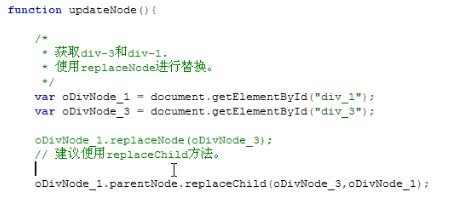 function updateNode(){
/*
* 获取div-3和div-1.
* 使用replaceNode进行替换。
*/
var oDivNode_1 = document.getElementById("div_1");
var oDivNode_3 = document.getElementById("div_3");
oDivNode_1.replaceNode(oDivNode_3);
// 建议使用replaceChild方法。
oDivNode_1.parentNode.replaceChild(oDivNode_3,oDivNode_1);